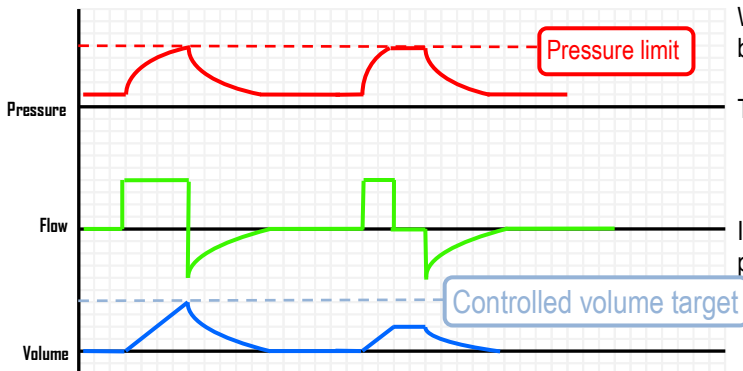 Pressure limit
Pressure
Flow
Controlled volume target
Volume